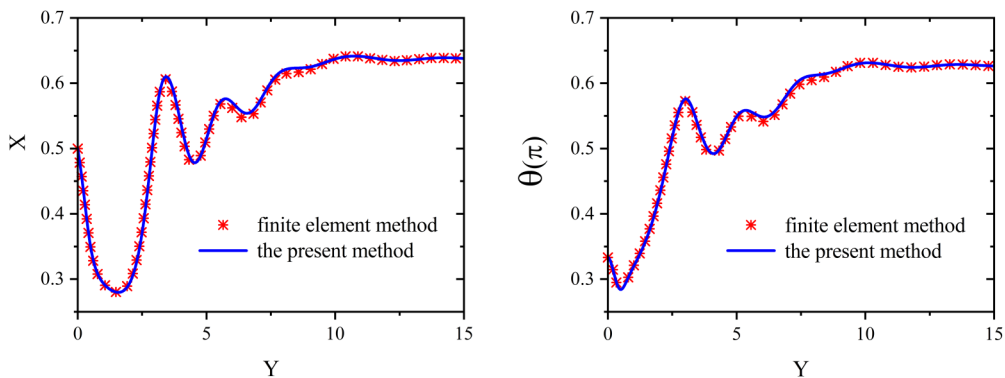 0.7
0.6
0.5
0.4
0.3
X
finite element method
the present method
0 5 10 15
Y
0.7
0.6
0.5
0.4
0.3
θ(π)
finite element method
the present method
0 5 10 15
Y